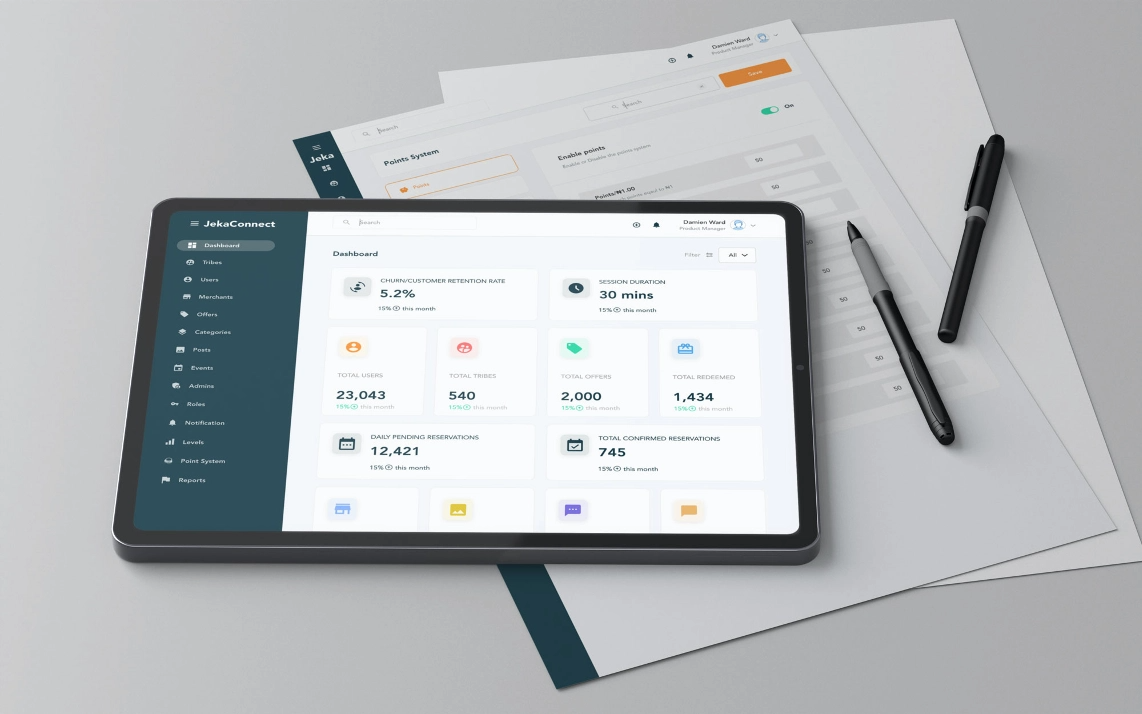 Damien Ward
Product Manager
Search
Search
Save
Jeka
Points System
Enable points
Enable or Disable the points system
On
Points
Points/₦1.00
50
50
50
50
50
50
50
JekaConnect
Search
Damien Ward
Product Manager
Dashboard
Tribes
Users
Merchants
Offers
Categories
Posts
Events
Admins
Roles
Notification
Levels
Point System
Reports
Dashboard
Filter
All
CHURN/CUSTOMER RETENTION RATE
5.2%
15% this month
SESSION DURATION
30 mins
15% this month
TOTAL USERS
23,043
15% this month
TOTAL TRIBES
540
15% this month
TOTAL OFFERS
2,000
15% this month
TOTAL REDEEMED
1,434
15% this month
DAILY PENDING RESERVATIONS
12,421
15% this month
TOTAL CONFIRMED RESERVATIONS
745
15% this month